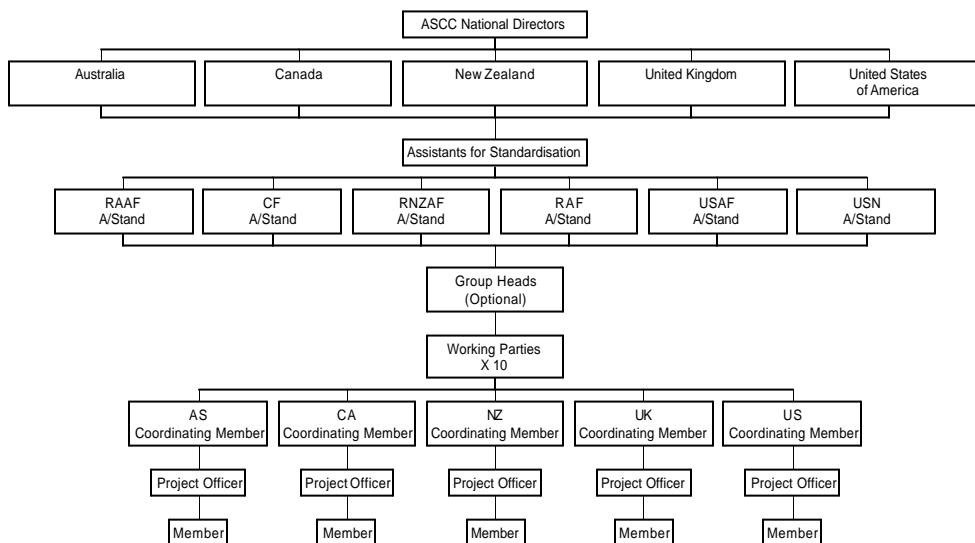 ASCC National Directors
Australia
Canada
New Zealand
United Kingdom
United States
of America
Assistants for Standardisation
RAAF
A/Stand
CF
A/Stand
RNZAF
A/Stand
RAF
A/Stand
USAF
A/Stand
USN
A/Stand
Group Heads
(Optional)
Working Parties
X 10
AS
Coordinating Member
CA
Coordinating Member
NZ
Coordinating Member
UK
Coordinating Member
US
Coordinating Member
Project Officer
Project Officer
Project Officer
Project Officer
Project Officer
Member
Member
Member
Member
Member